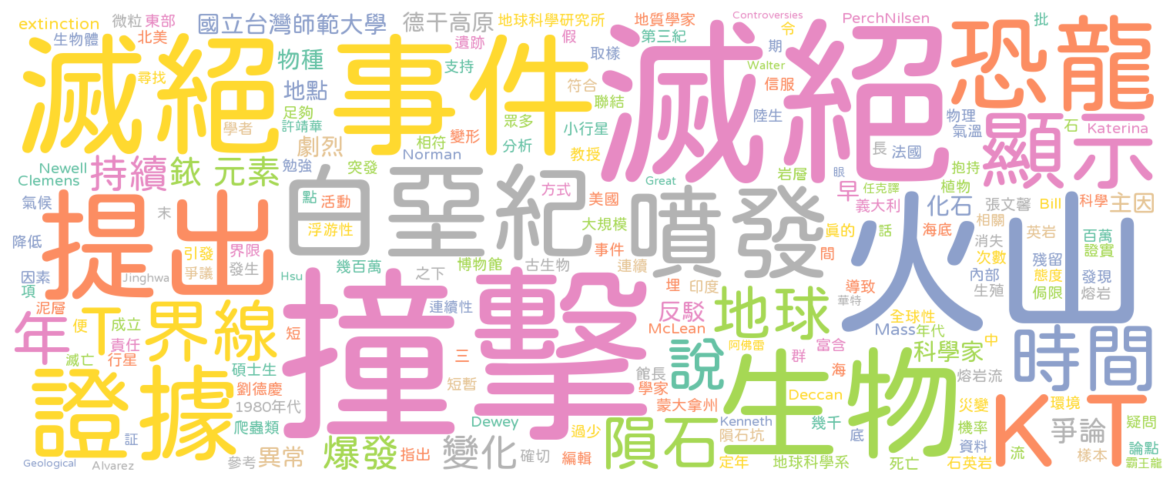 extinction 微粒 東部 國立台灣師範大學 德干高原 地球科學研究所 地質學家 Controversies 令 PerchNilsen 批
生物體 北美 遺跡 假 取樣 第三紀 期 Walter
滅絕 事件 滅絕 恐龍
尋找 物種 支持 符合 信服
地點 足夠 學者 許靖華 眾多 聯結 小行星 陸生 物理 石 Katerina
劇烈 相符 變形 分析 氣溫 顯示
Newell Clemens 持續 銥 元素 勉強 突發 Norman 教授 岩層 眼 長 法國 抱持
氣候 末 白堊紀 點 活動 方式 美國 Great 噴發 早 任克譯 義大利 植物 化石 張文馨 Bill 科學 主因
提出 浮游性 大規模 火山 海底 相關 英岩 百萬 證實
降低 引發 爭議 界限 發生 事件 間 話 真的 消失 次數 殘留 態度 發現
因素 項 Jinghwa Hsu 幾百萬 之下 博物館 古生物 連續 埋 印度 導致 華特 內部 生殖 侷限 熔岩
泥層 年 便 T 界線 撞擊 連續性 反駁 地球 全球性 時間
滅亡 成立 責任 行星 短 三 McLean 阿佛雷 Mass 年代 中
碩士生 短暫 館長 學家 說 群 富含 海 科學家 熔岩流
證據 劉德慶 1980年代 蒙大拿州 Deccan 生物 災變 K T 環境
爬蟲類 Dewey 過少 隕石 Kenneth 幾千 機率 爭論 疑問
証 異常 爆發 指出 變化 確切 編輯 隕石坑 底 資料 流 論點
Geological Alvarez 參考 定年 地球科學系 死亡 石英岩 樣本 霸王龍